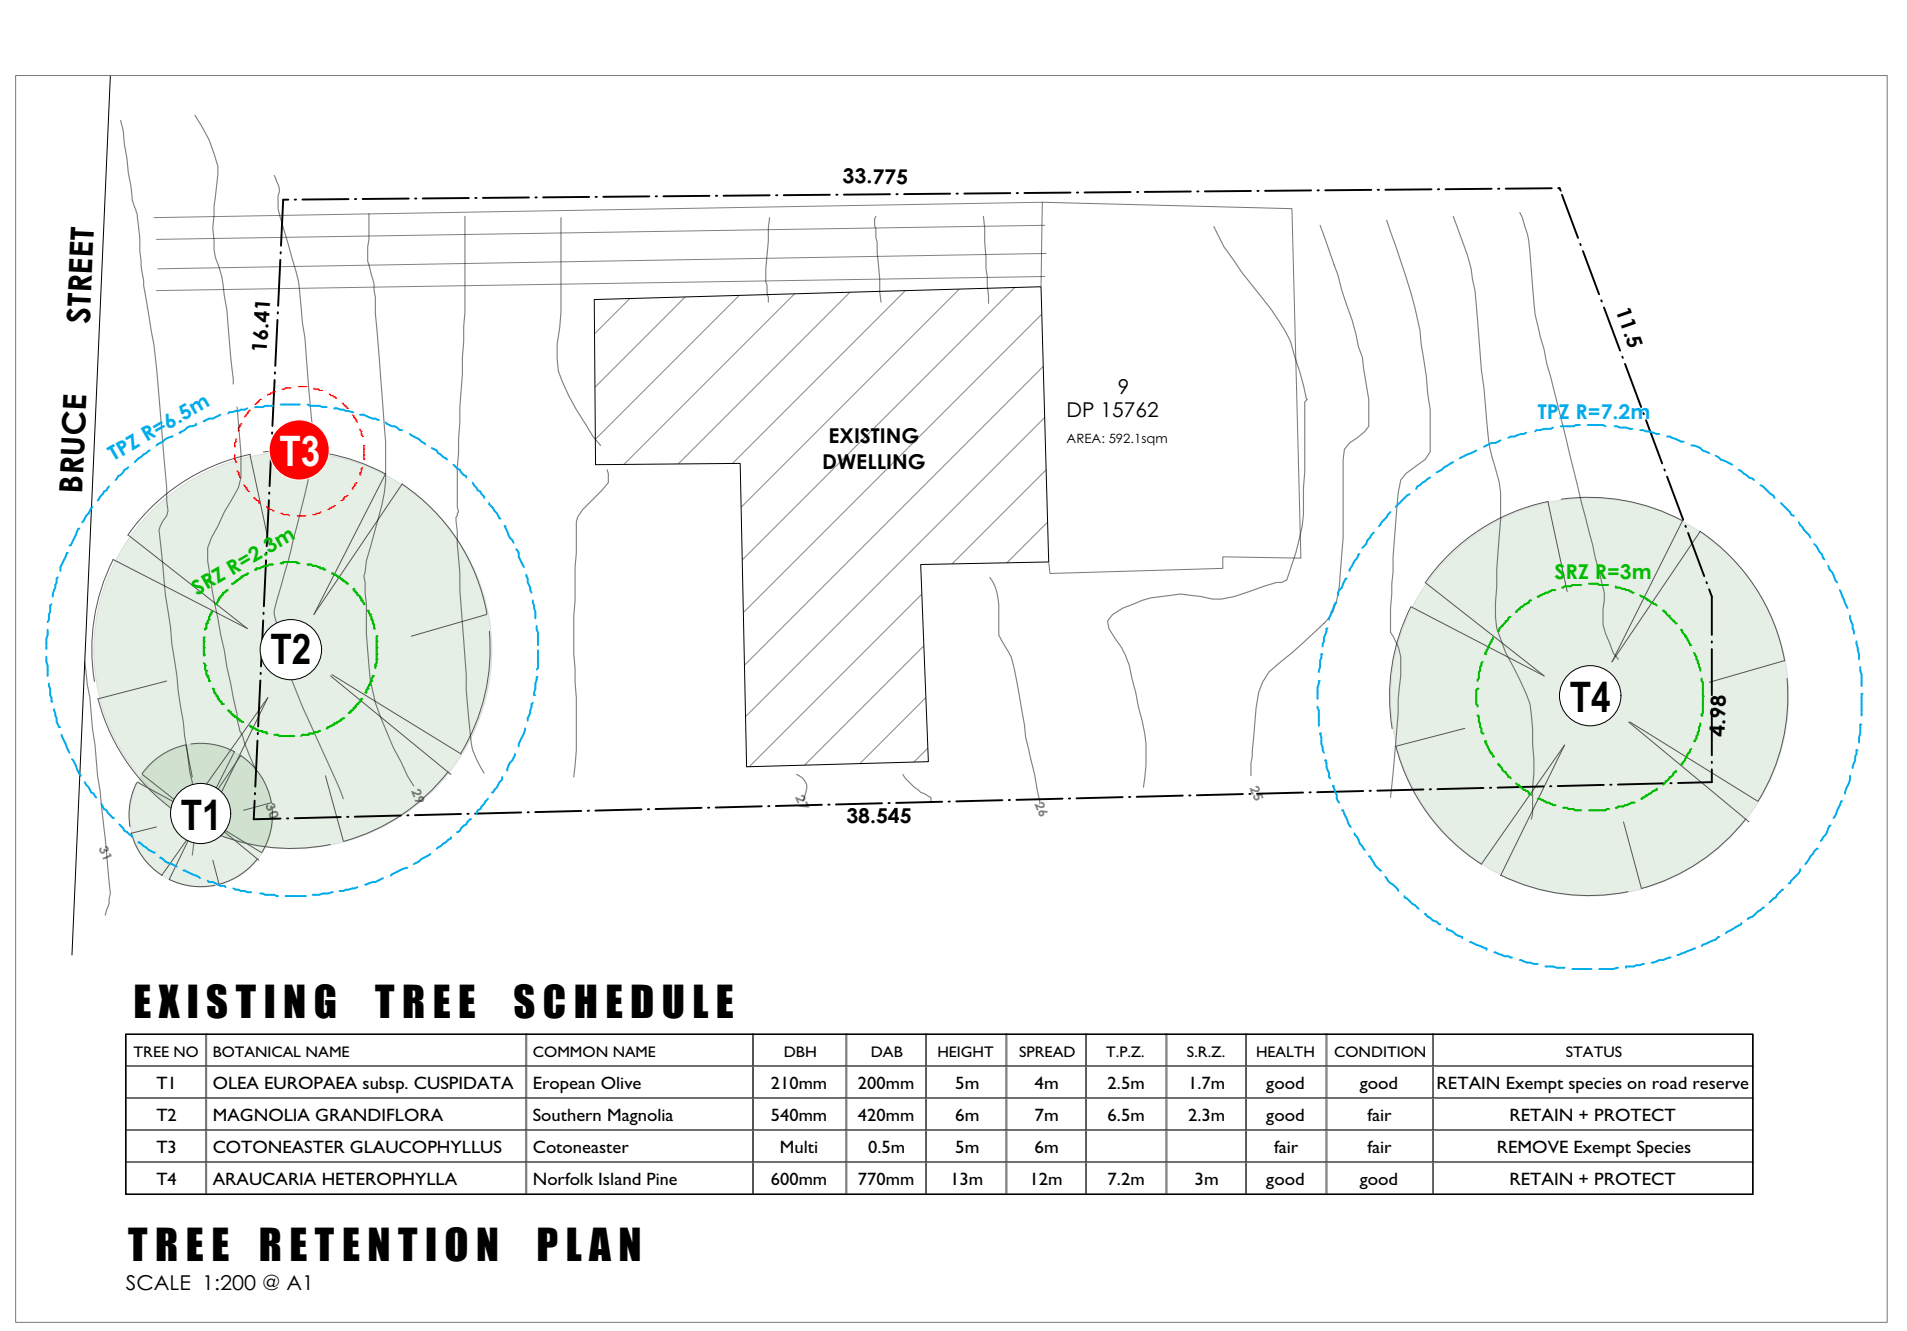 33.775
BRUCE STREET
16.41
11.5
TPZ R=6.5m
T3
9
DP 15762
AREA: 592.1sqm
EXISTING
DWELLING
TPZ R=7.2m
SRZ R=2.3m
SRZ R=3m
T2
T4
4.98
T1
30
29
27
26
25
38.545
31
EXISTING TREE SCHEDULE
TREE NO BOTANICAL NAME COMMON NAME DBH DAB HEIGHT SPREAD T.P.Z. S.R.Z. HEALTH CONDITION STATUS
T1 OLEA EUROPAEA subsp. CUSPIDATA Eropean Olive 210mm 200mm 5m 4m 2.5m 1.7m good good RETAIN Exempt species on road reserve
T2 MAGNOLIA GRANDIFLORA Southern Magnolia 540mm 420mm 6m 7m 6.5m 2.3m good fair RETAIN + PROTECT
T3 COTONEASTER GLAUCOPHYLLUS Cotoneaster Multi 0.5m 5m 6m fair fair REMOVE Exempt Species
T4 ARAUCARIA HETEROPHYLLA Norfolk Island Pine 600mm 770mm 13m 12m 7.2m 3m good good RETAIN + PROTECT
TREE RETENTION PLAN
SCALE 1:200 @ A1